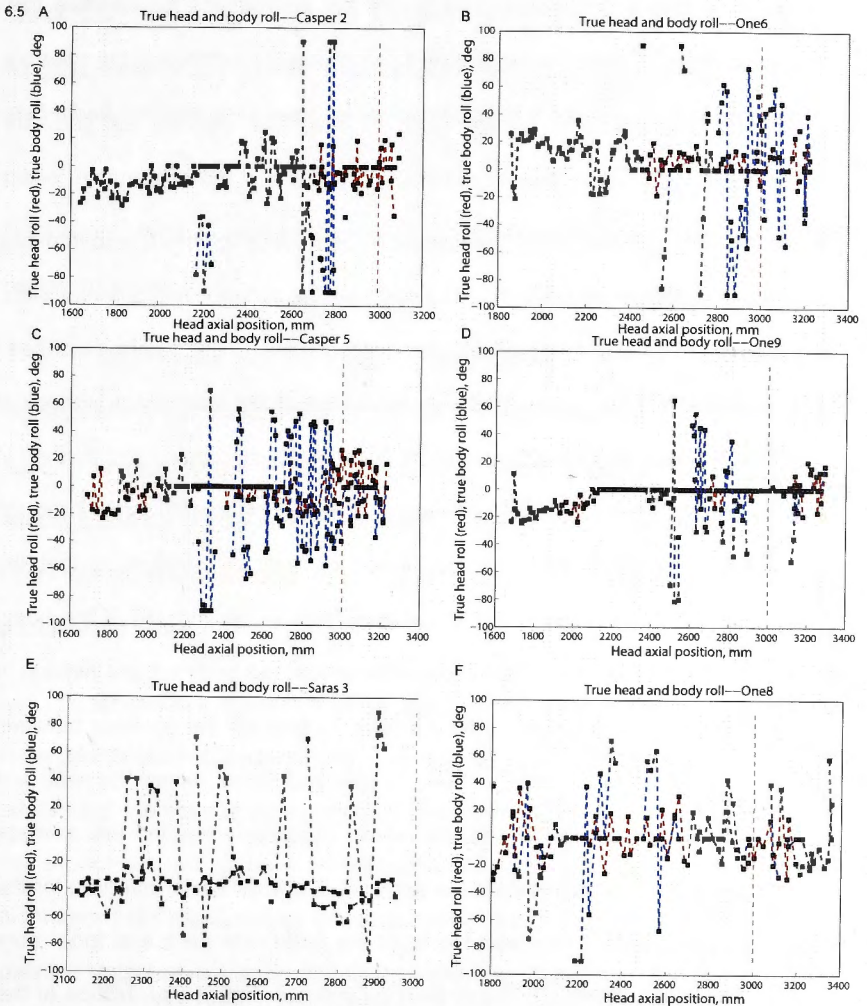 6.5
A
True head and body roll––Casper 2
True head roll (red), true body roll (blue), deg
100
80
60
40
20
0
−20
−40
−60
−80
−100
1600 1800 2000 2200 2400 2600 2800 3000 3200
Head axial position, mm
B
True head and body roll––One6
True head roll (red), true body roll (blue), deg
100
80
60
40
20
0
−20
−40
−60
−80
−100
1800 2000 2200 2400 2600 2800 3000 3200 3400
Head axial position, mm
C
True head and body roll––Casper 5
True head roll (red), true body roll (blue), deg
100
80
60
40
20
0
−20
−40
−60
−80
−100
1600 1800 2000 2200 2400 2600 2800 3000 3200 3400
Head axial position, mm
D
True head and body roll––One9
True head roll (red), true body roll (blue), deg
100
80
60
40
20
0
−20
−40
−60
−80
−100
1600 1800 2000 2200 2400 2600 2800 3000 3200 3400
Head axial position, mm
E
True head and body roll––Saras 3
True head roll (red), true body roll (blue), deg
100
80
60
40
20
0
−20
−40
−60
−80
−100
2100 2200 2300 2400 2500 2600 2700 2800 2900 3000
Head axial position, mm
F
True head and body roll––One8
True head roll (red), true body roll (blue), deg
100
80
60
40
20
0
−20
−40
−60
−80
−100
1800 2000 2200 2400 2600 2800 3000 3200 3400
Head axial position, mm